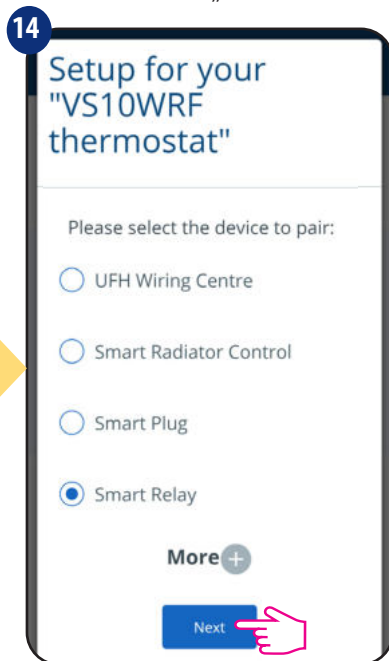 14
Setup for your
"VS10WRF
thermostat"
Please select the device to pair:
UFH Wiring Centre
Smart Radiator Control
Smart Plug
Smart Relay
More +
Next